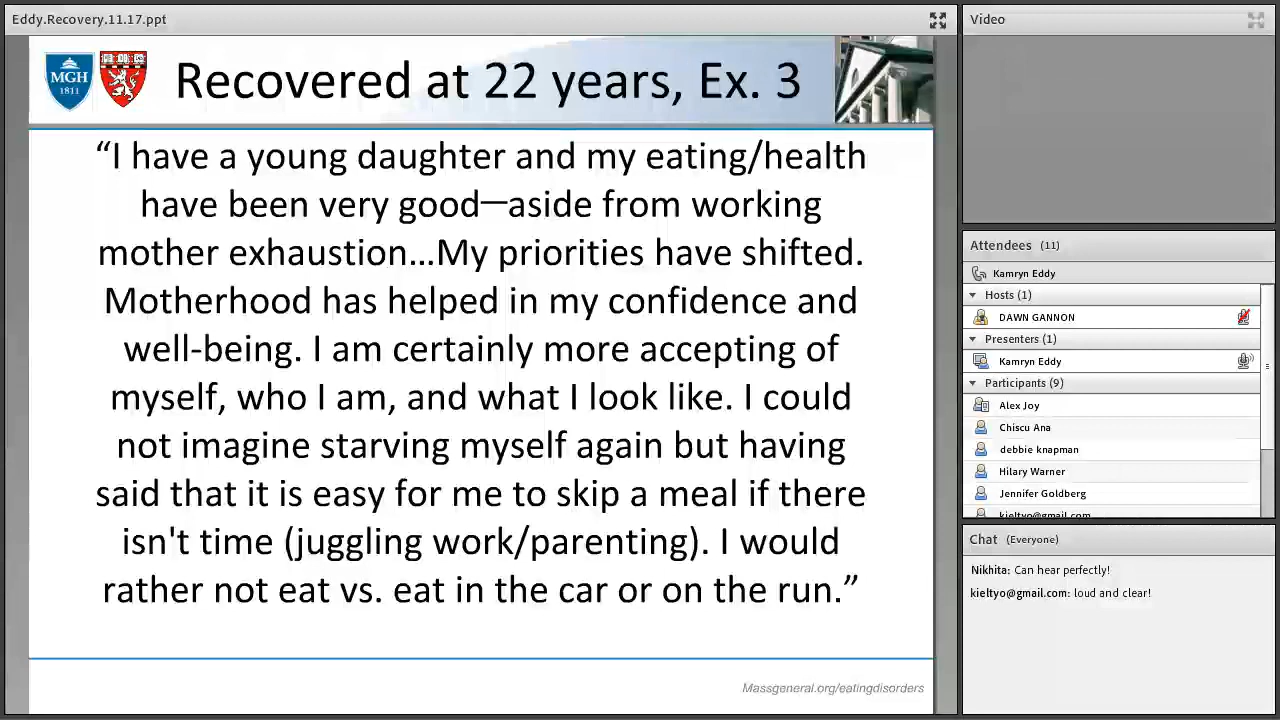 Eddy.Recovery.11.17.ppt
MGH
1811
Recovered at 22 years, Ex. 3
“I have a young daughter and my eating/health
have been very good—aside from working
mother exhaustion...My priorities have shifted.
Motherhood has helped in my confidence and
well-being. I am certainly more accepting of
myself, who I am, and what I look like. I could
not imagine starving myself again but having
said that it is easy for me to skip a meal if there
isn't time (juggling work/parenting). I would
rather not eat vs. eat in the car or on the run.”
Massgeneral.org/eatingdisorders
Video
Attendees (11)
Kamryn Eddy
Hosts (1)
DAWN GANNON
Presenters (1)
Kamryn Eddy
Participants (9)
Alex Joy
Chiscu Ana
debbie knapman
Hilary Warner
Jennifer Goldberg
kieltyo@gmail.com
Chat (Everyone)
Nikhita: Can hear perfectly!
kieltyo@gmail.com: loud and clear!